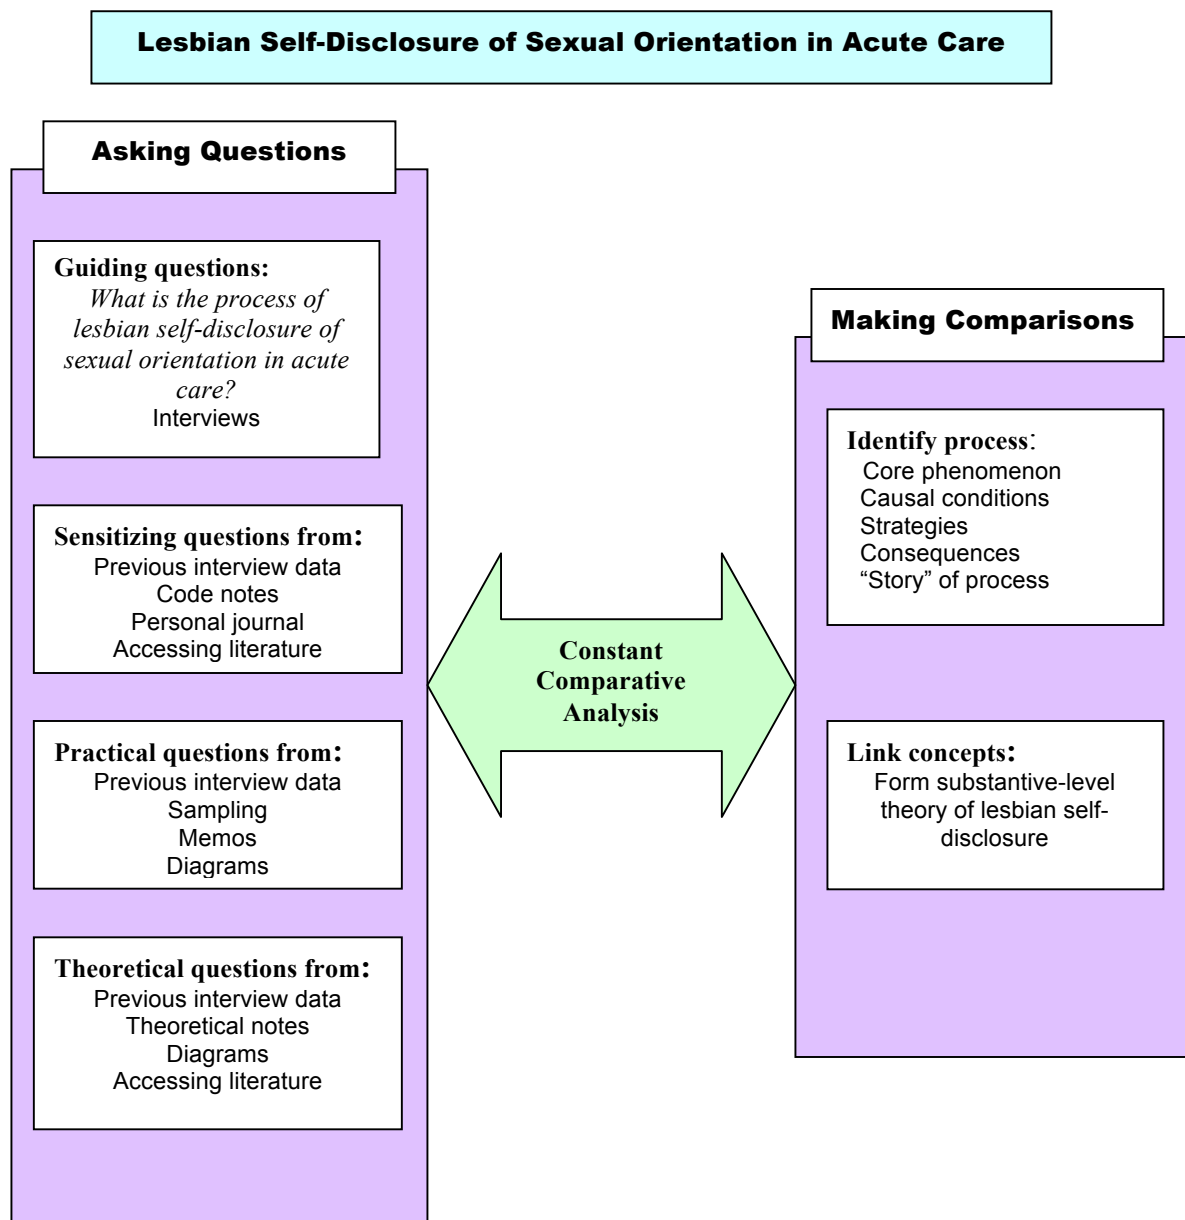 Lesbian Self-Disclosure of Sexual Orientation in Acute Care
Asking Questions
Guiding questions:
What is the process of
lesbian self-disclosure of
sexual orientation in acute
care?
Interviews
Sensitizing questions from:
Previous interview data
Code notes
Personal journal
Accessing literature
Practical questions from:
Previous interview data
Sampling
Memos
Diagrams
Theoretical questions from:
Previous interview data
Theoretical notes
Diagrams
Accessing literature
Constant
Comparative
Analysis
Making Comparisons
Identify process:
Core phenomenon
Causal conditions
Strategies
Consequences
“Story” of process
Link concepts:
Form substantive-level
theory of lesbian self-
disclosure